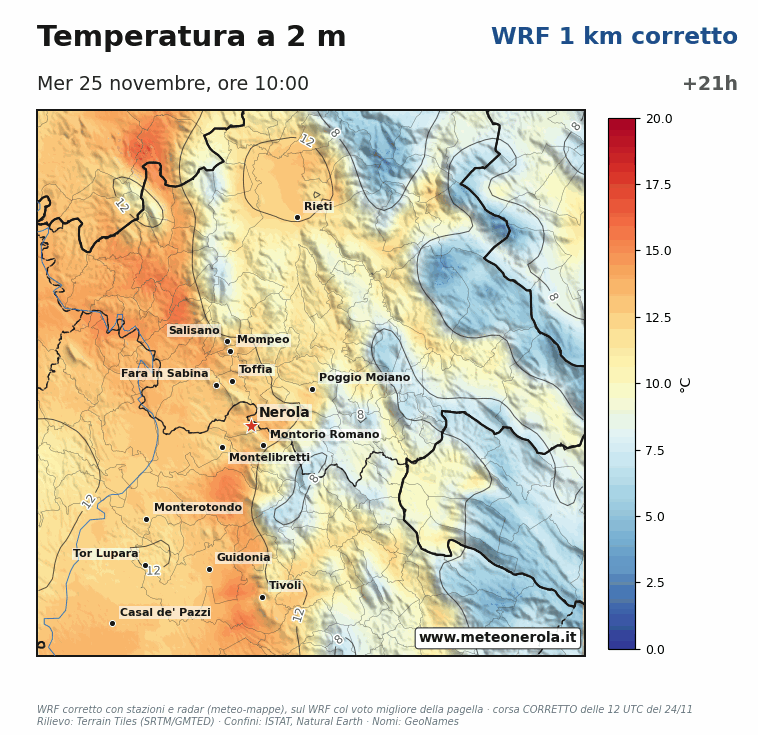 Temperatura a 2 m
WRF 1 km corretto
Mer 25 novembre, ore 10:00
+21h
8
8
12
12
Rieti
8
Salisano
Mompeo
Toffia
Fara in Sabina
Poggio Moiano
Nerola
8
Montorio Romano
Montelibretti
8
12
Monterotondo
Tor Lupara
12
Guidonia
Tivoli
Casal de' Pazzi
12
8
www.meteonerola.it
20.0
17.5
15.0
12.5
10.0
7.5
5.0
2.5
0.0
°C
WRF corretto con stazioni e radar (meteo-mappe), sul WRF col voto migliore della pagella · corsa CORRETTO delle 12 UTC del 24/11
Rilievo: Terrain Tiles (SRTM/GMTED) · Confini: ISTAT, Natural Earth · Nomi: GeoNames